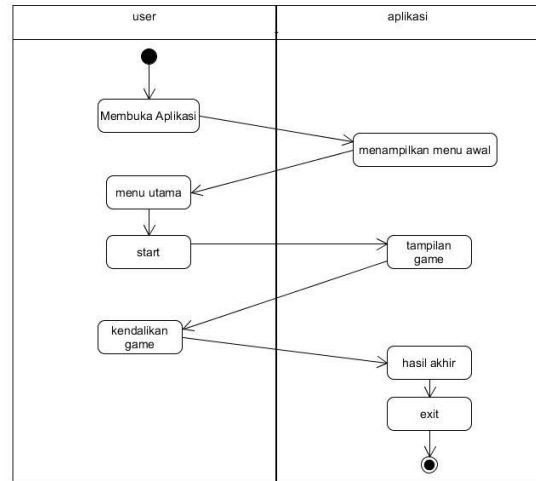 user
aplikasi
Membuka Aplikasi
menampilkan menu awal
menu utama
start
tampilan
game
kendalikan
game
hasil akhir
exit